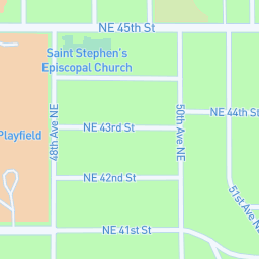 NE 45th St
Saint Stephen's
Episcopal Church
NE 44th St
NE 43rd St
Playfield
48th Ave NE
50th Ave NE
NE 42nd St
51st Ave NE
NE 41st St